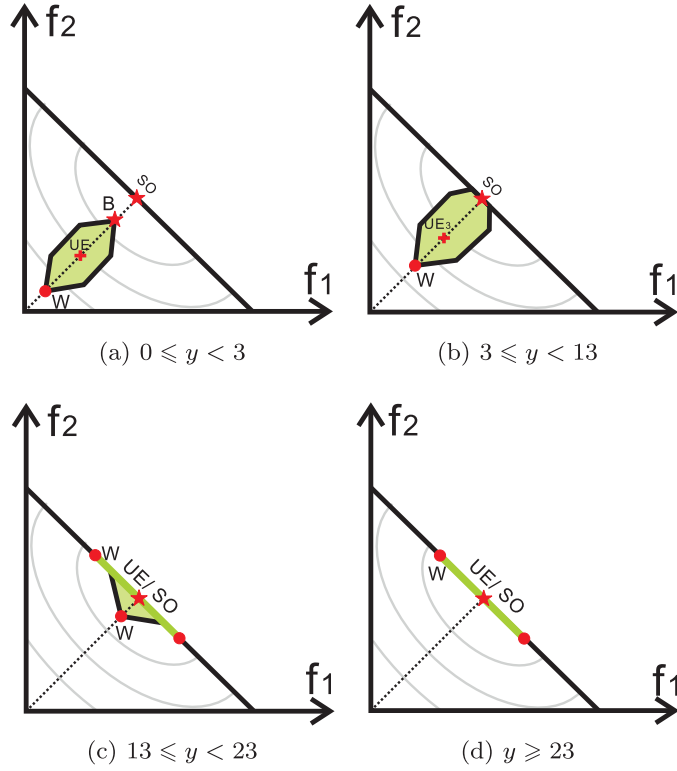 f2
SO
B
UE
W
f1
(a) 0 ⩽ y < 3
f2
SO
UE3
W
f1
(b) 3 ⩽ y < 13
f2
W
UE/ SO
W
f1
(c) 13 ⩽ y < 23
f2
W
UE/ SO
f1
(d) y ⩾ 23